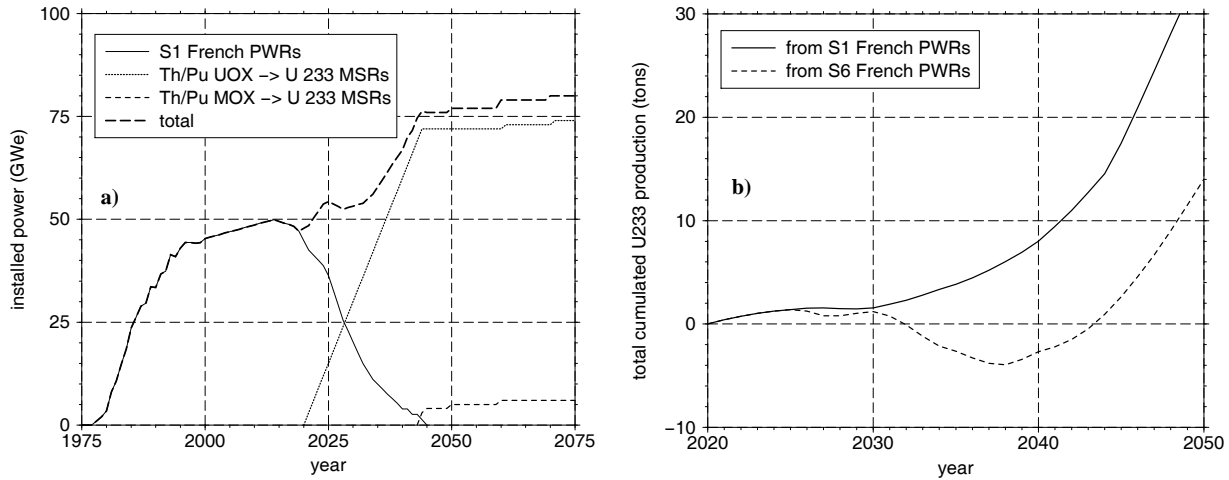 100
75
50
25
0
installed power (GWe)
S1 French PWRs
Th/Pu UOX −> U 233 MSRs
Th/Pu MOX −> U 233 MSRs
total
a)
1975
2000
2025
2050
2075
year
30
20
10
0
−10
total cumulated U233 production (tons)
from S1 French PWRs
from S6 French PWRs
b)
2020
2030
2040
2050
year